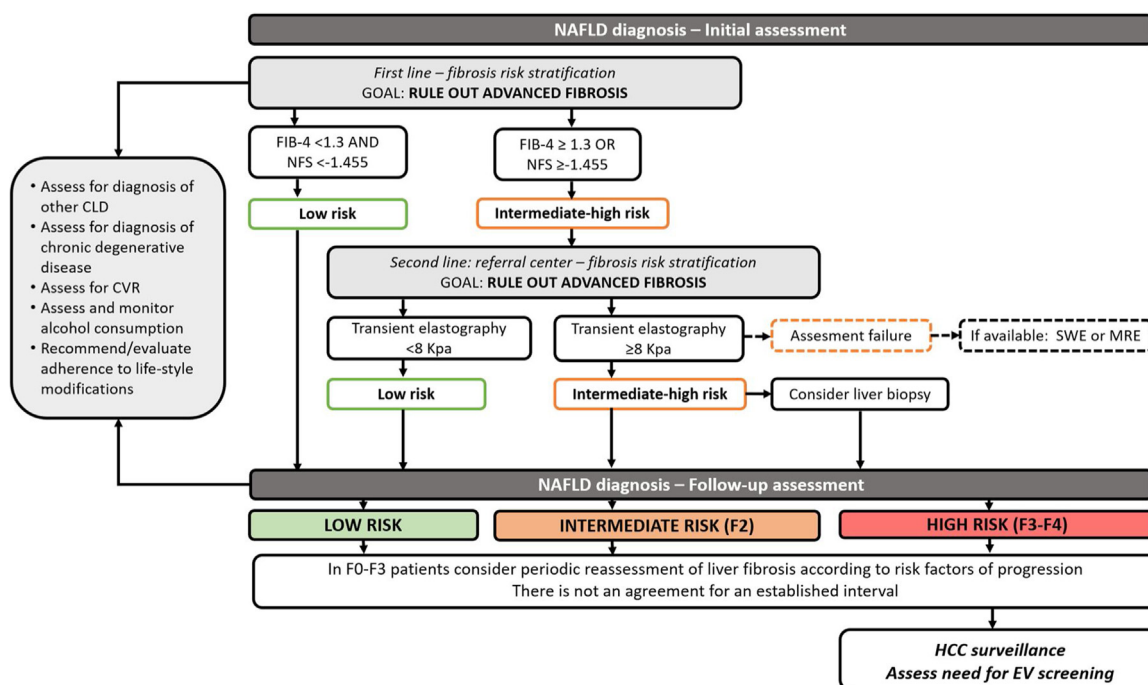 NAFLD diagnosis – Initial assessment
First line – fibrosis risk stratification
GOAL: RULE OUT ADVANCED FIBROSIS
FIB-4 <1.3 AND
NFS <-1.455
FIB-4 ≥ 1.3 OR
NFS ≥-1.455
• Assess for diagnosis of
other CLD
• Assess for diagnosis of
chronic degenerative
disease
• Assess for CVR
• Assess and monitor
alcohol consumption
• Recommend/evaluate
adherence to life-style
modifications
Low risk
Intermediate-high risk
Second line: referral center – fibrosis risk stratification
GOAL: RULE OUT ADVANCED FIBROSIS
Transient elastography
<8 Kpa
Transient elastography
≥8 Kpa
Assesment failure
If available: SWE or MRE
Low risk
Intermediate-high risk
Consider liver biopsy
NAFLD diagnosis – Follow-up assessment
LOW RISK
INTERMEDIATE RISK (F2)
HIGH RISK (F3-F4)
In F0-F3 patients consider periodic reassessment of liver fibrosis according to risk factors of progression
There is not an agreement for an established interval
HCC surveillance
Assess need for EV screening